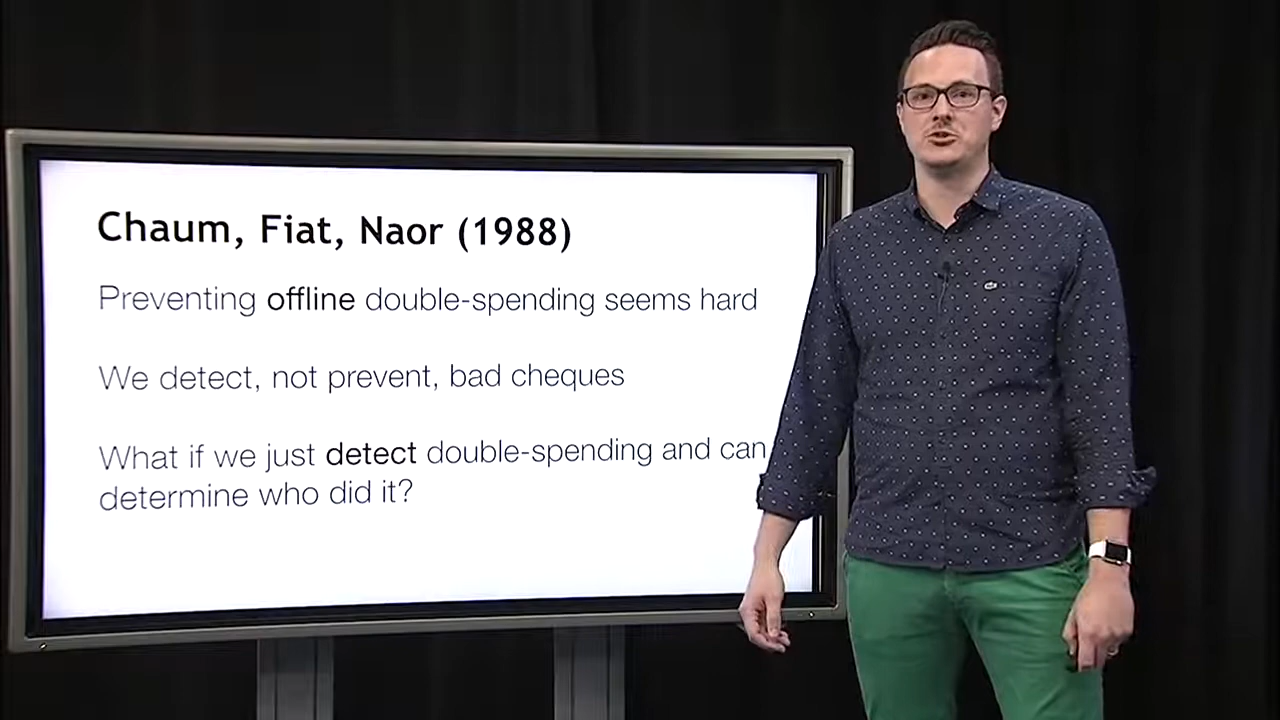 Chaum, Fiat, Naor (1988)
Preventing offline double-spending seems hard
We detect, not prevent, bad cheques
What if we just detect double-spending and can
determine who did it?